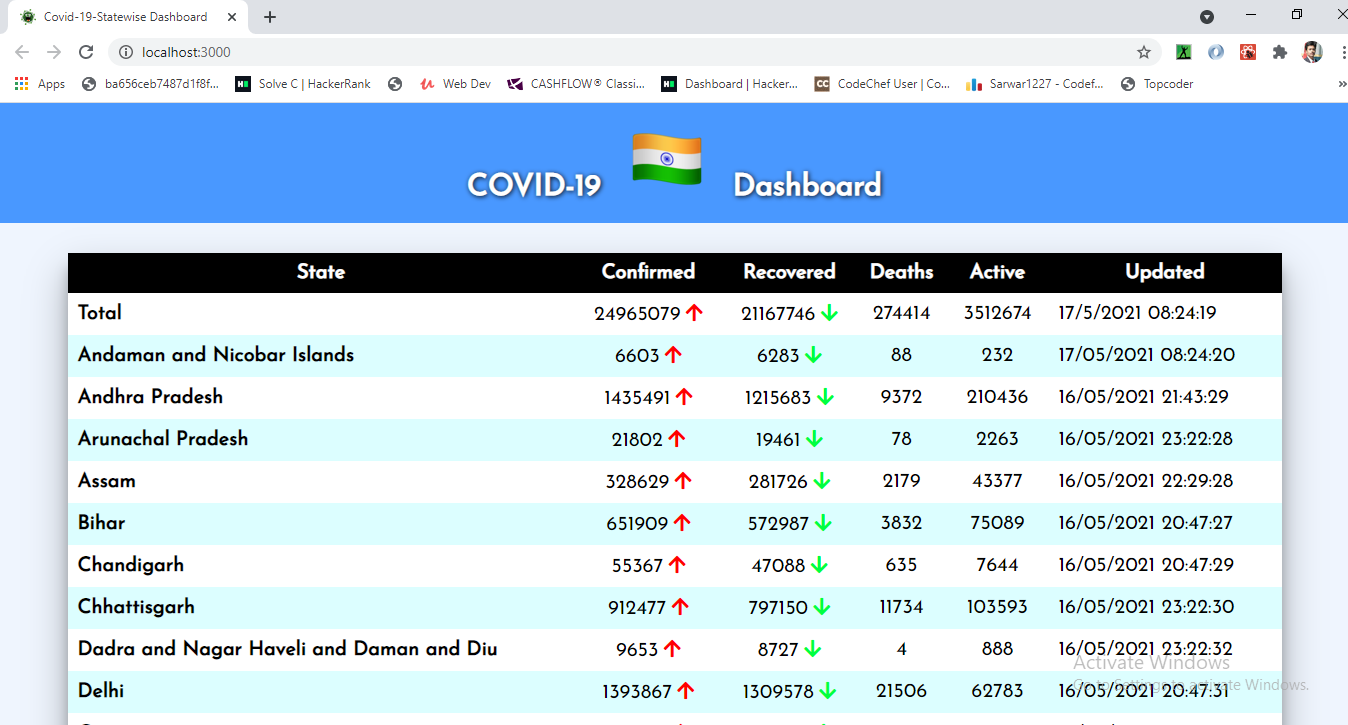 Covid-19-Statewise Dashboard
localhost:3000
Apps ba656ceb7487d1f8f... Solve C | HackerRank Web Dev CASHFLOW® Classi... Dashboard | Hacker... CodeChef User | Co... Sarwar1227 - Codef... Topcoder »
COVID-19 Dashboard
State Confirmed Recovered Deaths Active Updated
Total 24965079 ↑ 21167746 ↓ 274414 3512674 17/5/2021 08:24:19
Andaman and Nicobar Islands 6603 ↑ 6283 ↓ 88 232 17/05/2021 08:24:20
Andhra Pradesh 1435491 ↑ 1215683 ↓ 9372 210436 16/05/2021 21:43:29
Arunachal Pradesh 21802 ↑ 19461 ↓ 78 2263 16/05/2021 23:22:28
Assam 328629 ↑ 281726 ↓ 2179 43377 16/05/2021 22:29:28
Bihar 651909 ↑ 572987 ↓ 3832 75089 16/05/2021 20:47:27
Chandigarh 55367 ↑ 47088 ↓ 635 7644 16/05/2021 20:47:29
Chhattisgarh 912477 ↑ 797150 ↓ 11734 103593 16/05/2021 23:22:30
Dadra and Nagar Haveli and Daman and Diu 9653 ↑ 8727 ↓ 4 888 16/05/2021 23:22:32
Activate Windows
Delhi 1393867 ↑ 1309578 ↓ 21506 62783 16/05/2021 20:47:31
Go to Settings to activate Windows.